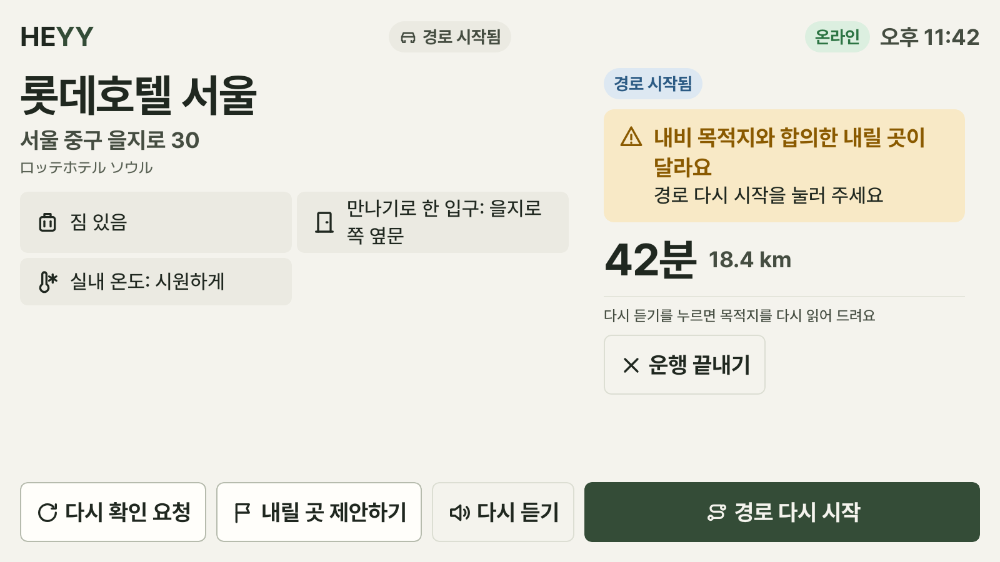 HEYY
경로 시작됨
온라인
오후 11:42
롯데호텔 서울
서울 중구 을지로 30
ロッテホテル ソウル
짐 있음
만나기로 한 입구: 을지로
쪽 옆문
실내 온도: 시원하게
경로 시작됨
내비 목적지와 합의한 내릴 곳이
달라요
경로 다시 시작을 눌러 주세요
42분 18.4 km
다시 듣기를 누르면 목적지를 다시 읽어 드려요
운행 끝내기
다시 확인 요청
내릴 곳 제안하기
다시 듣기
경로 다시 시작